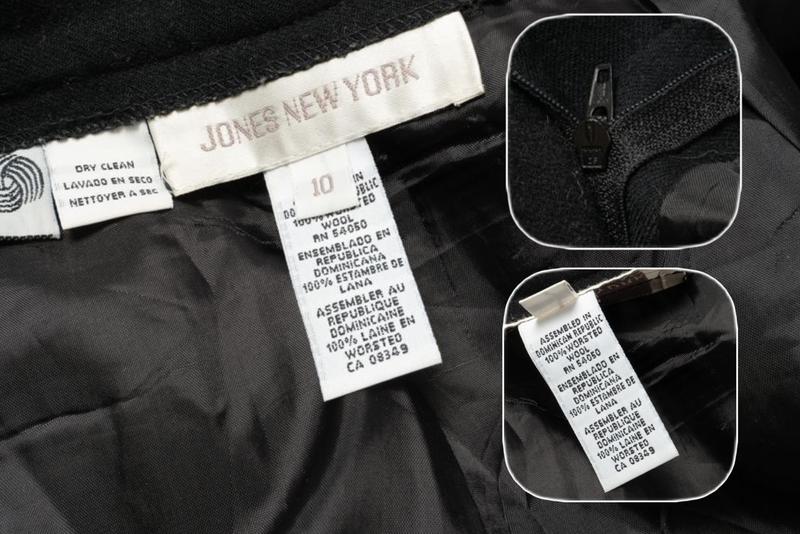 JONES NEW YORK
10
DRY CLEAN
LAVADO EN SECO
NETTOYER A SEC
WOOL
RN 54050
ENSEMBLADO EN
REPUBLICA
DOMINICANA
100% ESTAMBRE DE
LANA
ASSEMBLER AU
REPUBLIQUE
DOMINICAINE
100% LAINE EN
WORSTED
CA 08349
ASSEMBLED IN
DOMINICAN REPUBLIC
100% WORSTED
WOOL
RN 54050
ENSEMBLADO EN
REPUBLICA
DOMINICANA
100% ESTAMBRE DE
LANA
ASSEMBLER AU
REPUBLIQUE
DOMINICAINE
100% LAINE EN
WORSTED
CA 08349